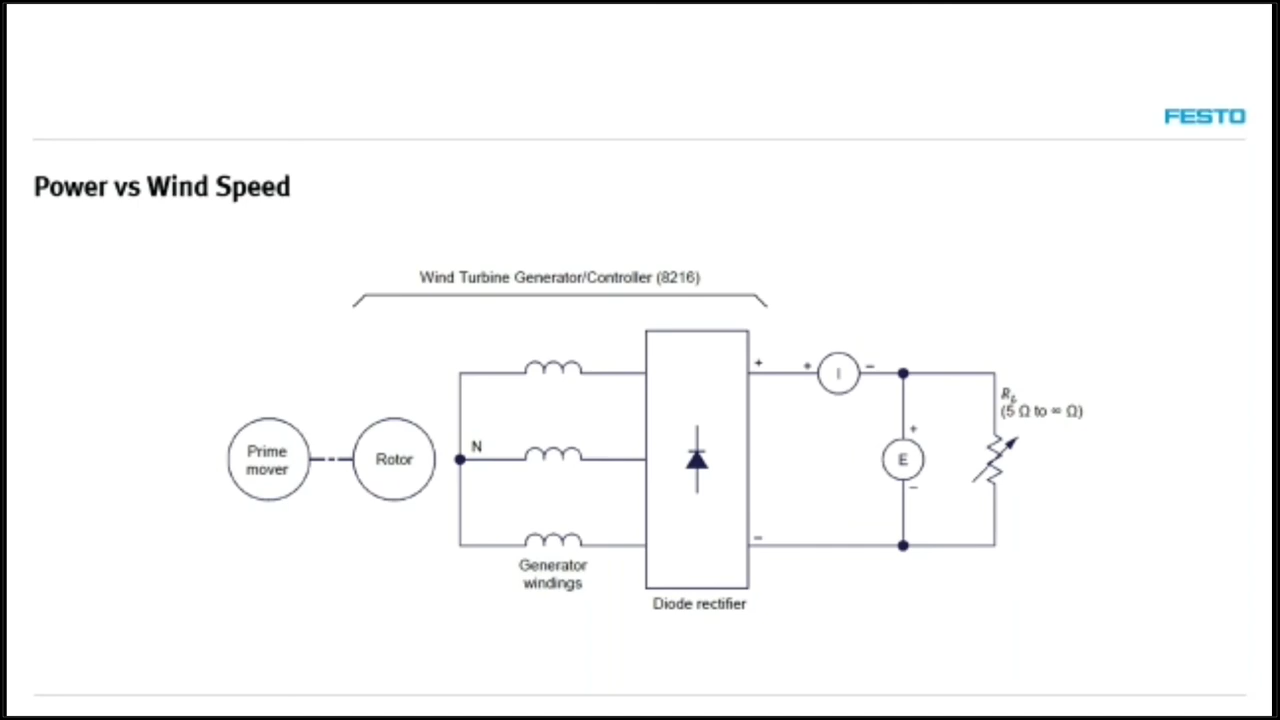 FESTO
Power vs Wind Speed
Wind Turbine Generator/Controller (8216)
+
+
I
−
R_L
(5 Ω to ∞ Ω)
+
Prime
mover
Rotor
N
E
−
−
Generator
windings
Diode rectifier